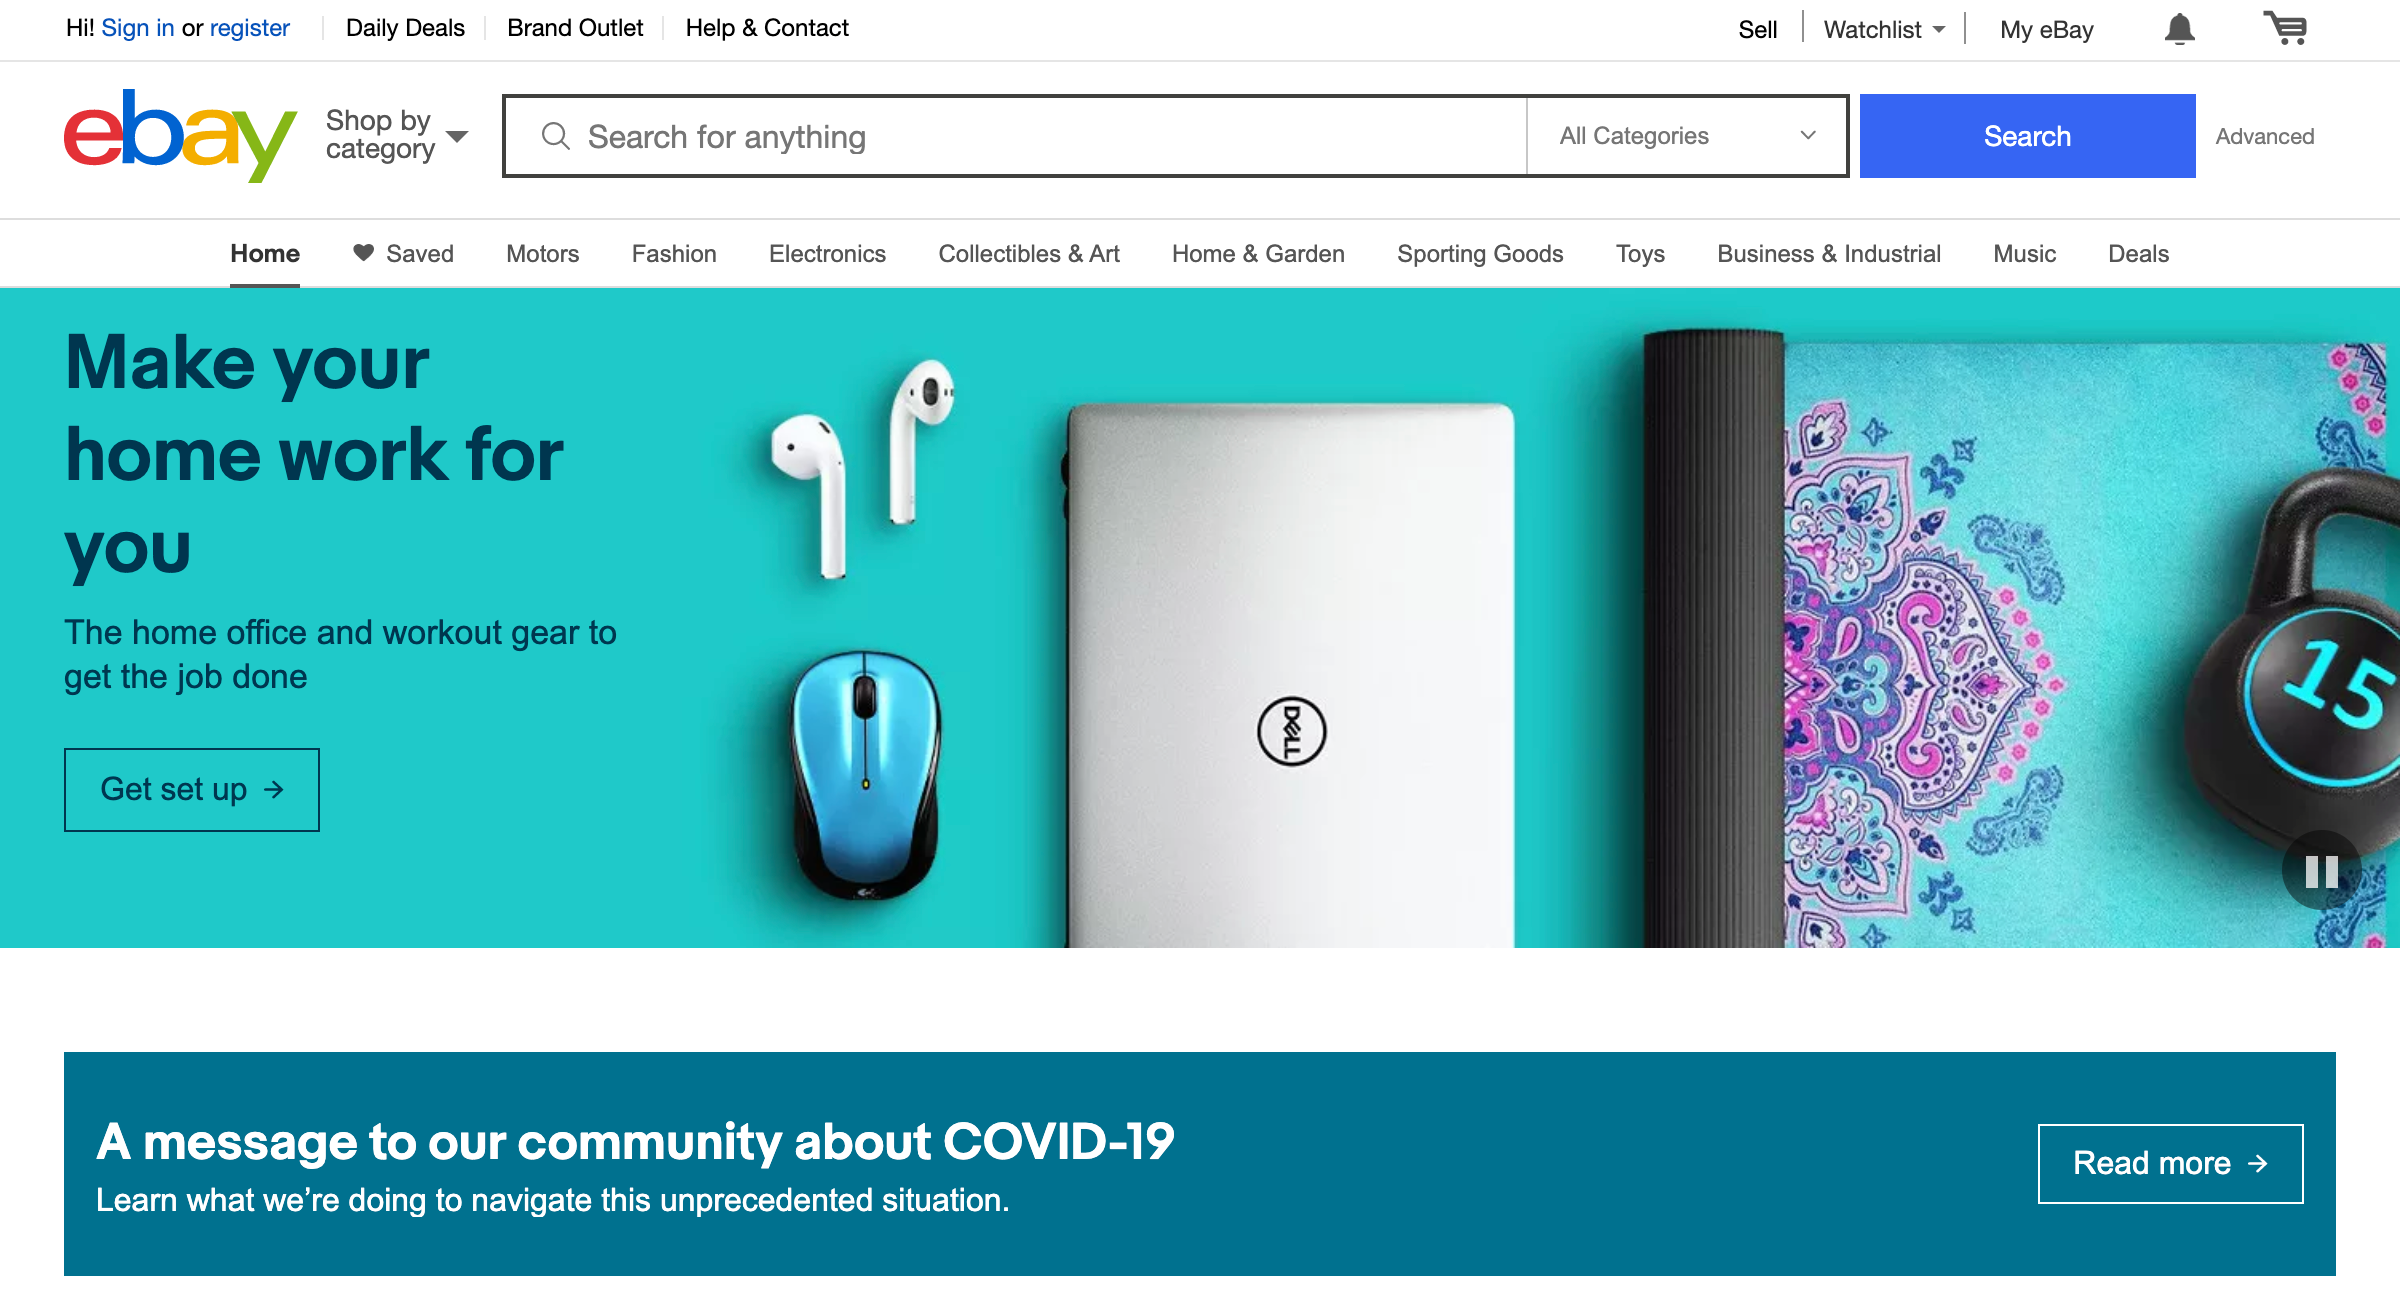 Hi! Sign in or register
Daily Deals
Brand Outlet
Help & Contact
Sell
Watchlist
My eBay
ebay
Shop by
category
Search for anything
All Categories
Search
Advanced
Home
Saved
Motors
Fashion
Electronics
Collectibles & Art
Home & Garden
Sporting Goods
Toys
Business & Industrial
Music
Deals
Make your
home work for
you
The home office and workout gear to
get the job done
Get set up
DELL
15
A message to our community about COVID-19
Learn what we’re doing to navigate this unprecedented situation.
Read more